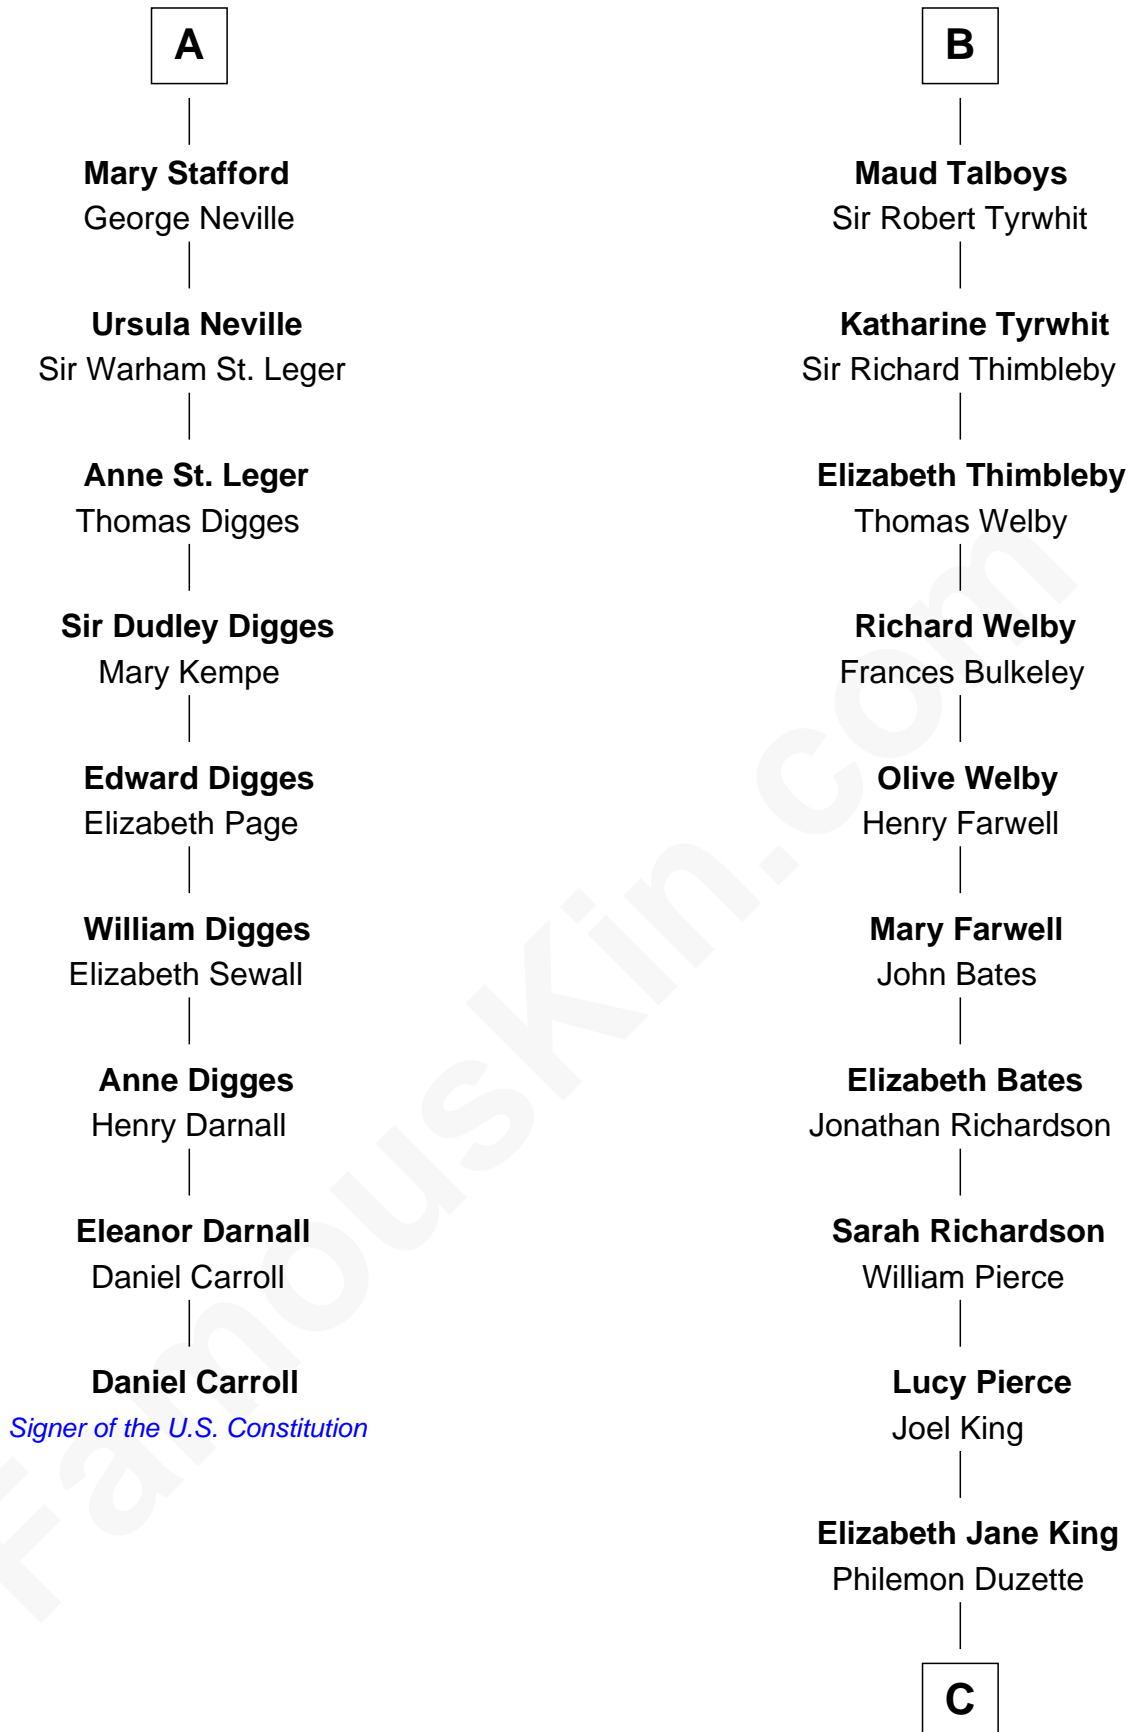 A
Mary Stafford
George Neville
Ursula Neville
Sir Warham St. Leger
Anne St. Leger
Thomas Digges
Sir Dudley Digges
Mary Kempe
Edward Digges
Elizabeth Page
William Digges
Elizabeth Sewall
Anne Digges
Henry Darnall
Eleanor Darnall
Daniel Carroll
Daniel Carroll
Signer of the U.S. Constitution
B
Maud Talboys
Sir Robert Tyrwhit
Katharine Tyrwhit
Sir Richard Thimbleby
Elizabeth Thimbleby
Thomas Welby
Richard Welby
Frances Bulkeley
Olive Welby
Henry Farwell
Mary Farwell
John Bates
Elizabeth Bates
Jonathan Richardson
Sarah Richardson
William Pierce
Lucy Pierce
Joel King
Elizabeth Jane King
Philemon Duzette
C
FamousKin.com